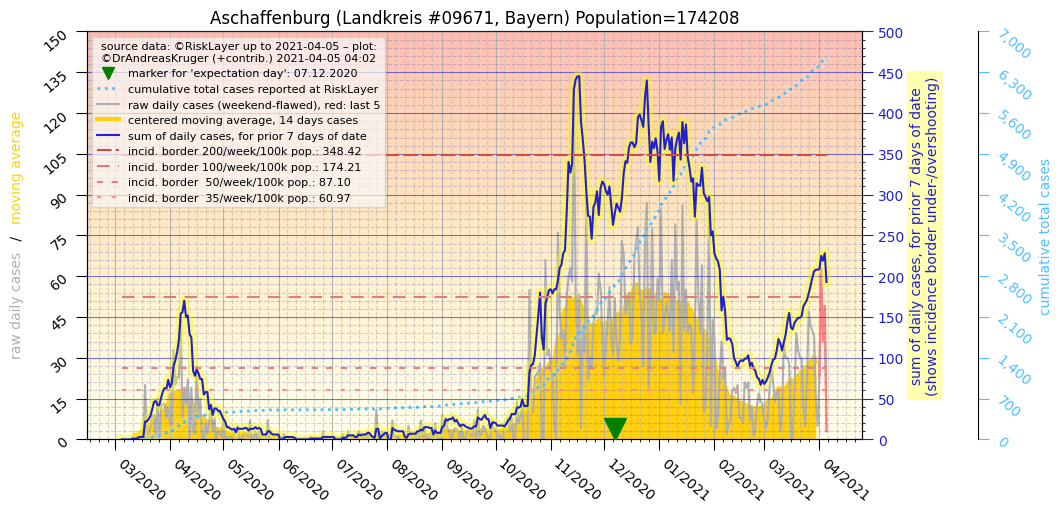 Aschaffenburg (Landkreis #09671, Bayern) Population=174208
source data: ©RiskLayer up to 2021-04-05 – plot:
©DrAndreasKruger (+contrib.) 2021-04-05 04:02
marker for 'expectation day': 07.12.2020
cumulative total cases reported at RiskLayer
raw daily cases (weekend-flawed), red: last 5
centered moving average, 14 days cases
sum of daily cases, for prior 7 days of date
incid. border 200/week/100k pop.: 348.42
incid. border 100/week/100k pop.: 174.21
incid. border  50/week/100k pop.: 87.10
incid. border  35/week/100k pop.: 60.97
raw daily cases  /  moving average
150
135
120
105
90
75
60
45
30
15
0
03/2020
04/2020
05/2020
06/2020
07/2020
08/2020
09/2020
10/2020
11/2020
12/2020
01/2021
02/2021
03/2021
04/2021
500
450
400
350
300
250
200
150
100
50
0
sum of daily cases, for prior 7 days of date
(shows incidence border under-/overshooting)
7,000
6,300
5,600
4,900
4,200
3,500
2,800
2,100
1,400
700
0
cumulative total cases